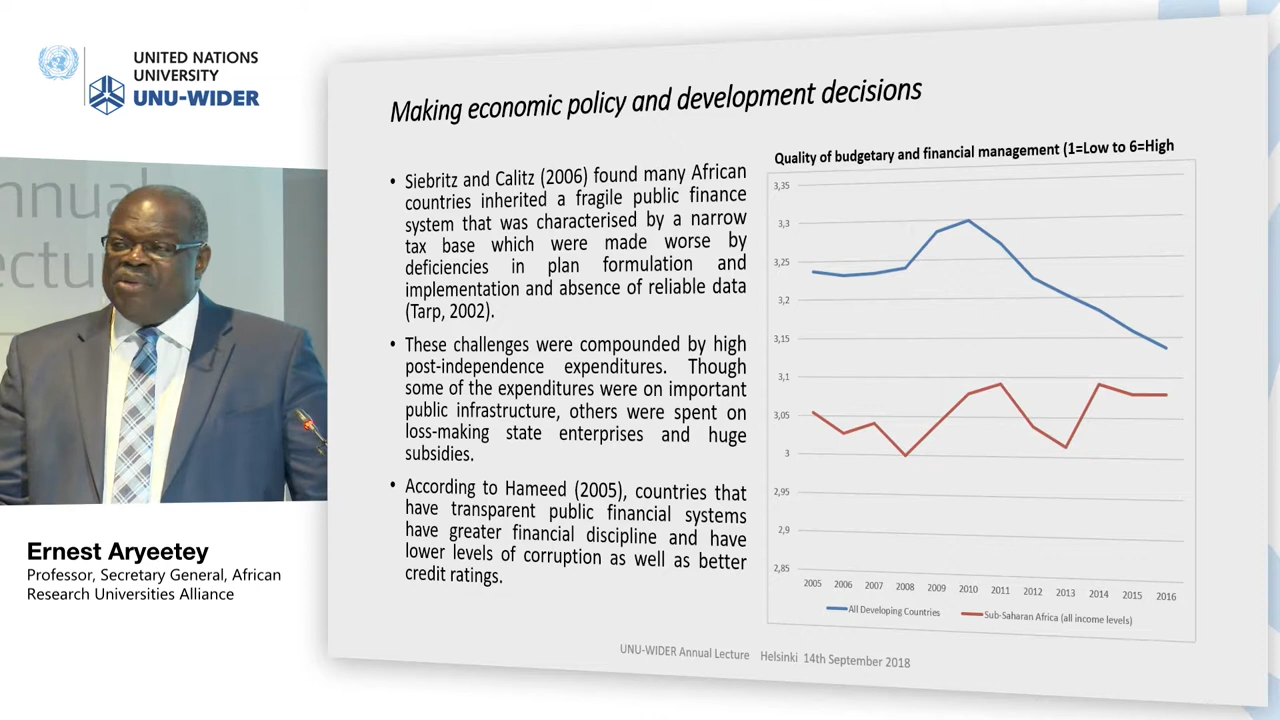 UNITED NATIONS
UNIVERSITY
UNU-WIDER
nnual
ectu
Ernest Aryeetey
Professor, Secretary General, African
Research Universities Alliance
Making economic policy and development decisions
• Siebritz and Calitz (2006) found many African
countries inherited a fragile public finance
system that was characterised by a narrow
tax base which were made worse by
deficiencies in plan formulation and
implementation and absence of reliable data
(Tarp, 2002).
• These challenges were compounded by high
post-independence expenditures. Though
some of the expenditures were on important
public infrastructure, others were spent on
loss-making state enterprises and huge
subsidies.
• According to Hameed (2005), countries that
have transparent public financial systems
have greater financial discipline and have
lower levels of corruption as well as better
credit ratings.
Quality of budgetary and financial management (1=Low to 6=High
3,35
3,3
3,25
3,2
3,15
3,1
3,05
3
2,95
2,9
2,85
2005 2006 2007 2008 2009 2010 2011 2012 2013 2014 2015 2016
All Developing Countries Sub-Saharan Africa (all income levels)
UNU-WIDER Annual Lecture Helsinki 14th September 2018